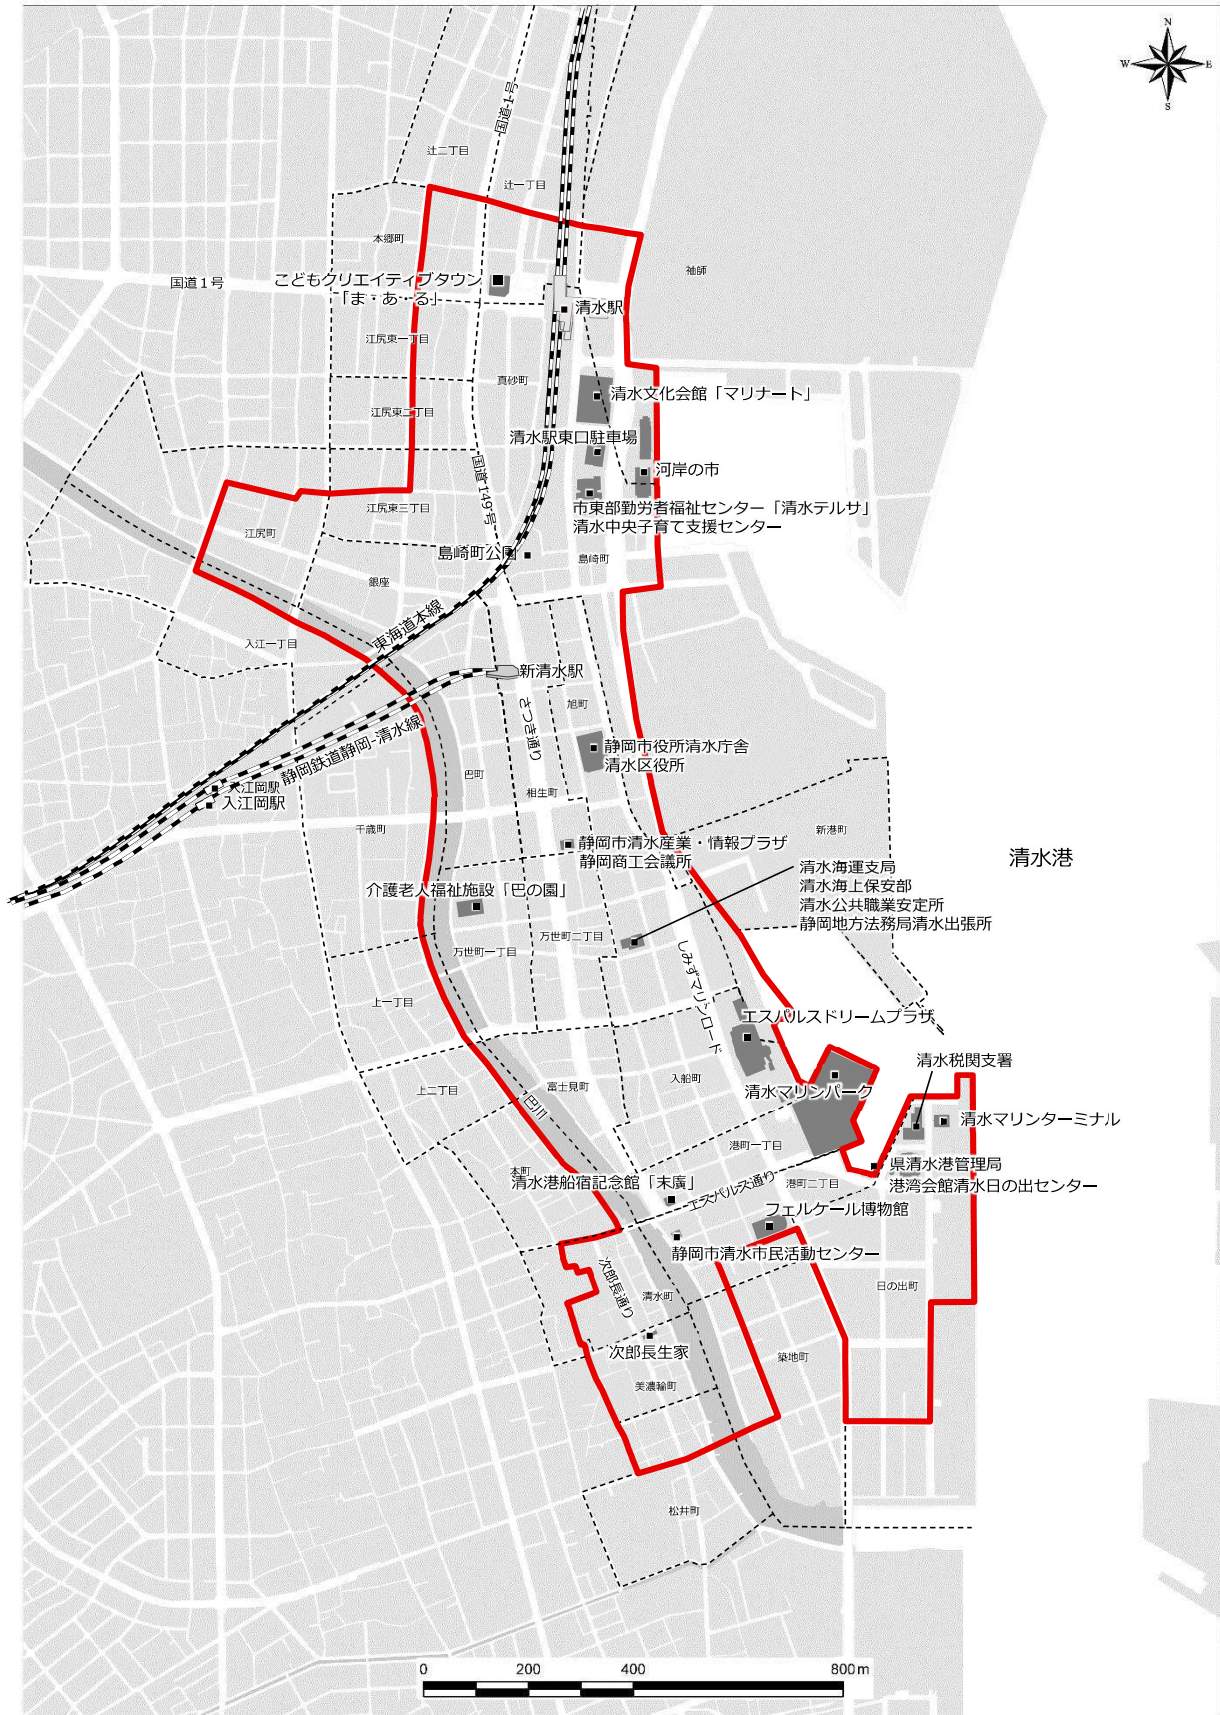 N
W
E
S
国道1号
辻二丁目
辻一丁目
本郷町
袖師
国道１号
こどもクリエイティブタウン
「ま・あ・る」
清水駅
江尻東一丁目
真砂町
清水文化会館「マリナート」
江尻東二丁目
清水駅東口駐車場
河岸の市
国道149号
江尻東三丁目
市東部勤労者福祉センター「清水テルサ」
清水中央子育て支援センター
江尻町
島崎町公園
島崎町
銀座
東海道本線
入江一丁目
新清水駅
さつき通り
旭町
静岡鉄道静岡-清水線
静岡市役所清水庁舎
清水区役所
巴町
入江岡駅
入江岡駅
相生町
千歳町
新港町
静岡市清水産業・情報プラザ
静岡商工会議所
清水港
清水海運支局
清水海上保安部
清水公共職業安定所
静岡地方法務局清水出張所
介護老人福祉施設「巴の園」
万世町二丁目
万世町一丁目
しみずマリンロード
上一丁目
エスパルスドリームプラザ
清水税関支署
入船町
富士見町
上二丁目
清水マリンパーク
巴川
清水マリンターミナル
港町一丁目
本町
県清水港管理局
港湾会館清水日の出センター
清水港船宿記念館「末廣」
エスパルス通り
港町二丁目
フェルケール博物館
静岡市清水市民活動センター
次郎長通り
清水町
日の出町
次郎長生家
築地町
美濃輪町
松井町
0 200 400 800m